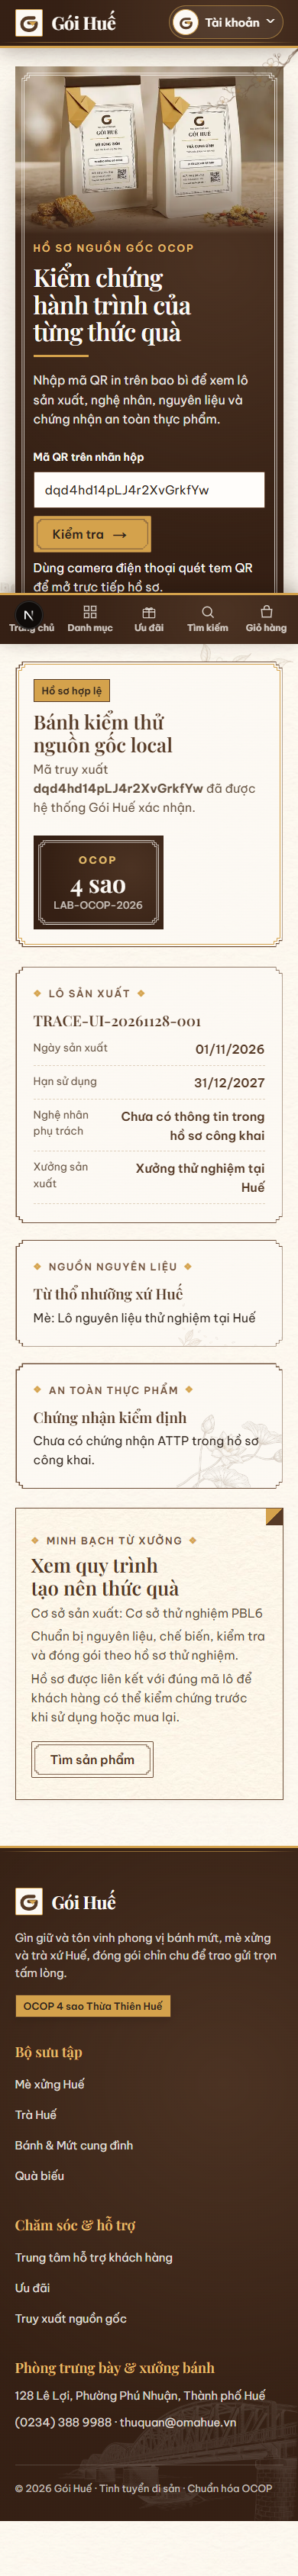 Gói Huế
Tài khoản
HỒ SƠ NGUỒN GỐC OCOP
Kiểm chứng
hành trình của
từng thức quà
Nhập mã QR in trên bao bì để xem lô
sản xuất, nghệ nhân, nguyên liệu và
chứng nhận an toàn thực phẩm.
Mã QR trên nhãn hộp
dqd4hd14pLJ4r2XvGrkfYw
Kiểm tra →
Dùng camera điện thoại quét tem QR
để mở trực tiếp hồ sơ.
Trang chủ
Danh mục
Ưu đãi
Tìm kiếm
Giỏ hàng
Hồ sơ hợp lệ
Bánh kiểm thử
nguồn gốc local
Mã truy xuất
dqd4hd14pLJ4r2XvGrkfYw đã được
hệ thống Gói Huế xác nhận.
OCOP
4 sao
LAB-OCOP-2026
LÔ SẢN XUẤT
TRACE-UI-20261128-001
Ngày sản xuất 01/11/2026
Hạn sử dụng 31/12/2027
Nghệ nhân
phụ trách
Chưa có thông tin trong
hồ sơ công khai
Xưởng sản
xuất
Xưởng thử nghiệm tại
Huế
NGUỒN NGUYÊN LIỆU
Từ thổ nhưỡng xứ Huế
Mè: Lô nguyên liệu thử nghiệm tại Huế
AN TOÀN THỰC PHẨM
Chứng nhận kiểm định
Chưa có chứng nhận ATTP trong hồ sơ
công khai.
MINH BẠCH TỪ XƯỞNG
Xem quy trình
tạo nên thức quà
Cơ sở sản xuất: Cơ sở thử nghiệm PBL6
Chuẩn bị nguyên liệu, chế biến, kiểm tra
và đóng gói theo hồ sơ thử nghiệm.
Hồ sơ được liên kết với đúng mã lô để
khách hàng có thể kiểm chứng trước
khi sử dụng hoặc mua lại.
Tìm sản phẩm
Gói Huế
Gìn giữ và tôn vinh phong vị bánh mứt, mè xửng
và trà xứ Huế, đóng gói chỉn chu để trao gửi trọn
tấm lòng.
OCOP 4 sao Thừa Thiên Huế
Bộ sưu tập
Mè xửng Huế
Trà Huế
Bánh & Mứt cung đình
Quà biếu
Chăm sóc & hỗ trợ
Trung tâm hỗ trợ khách hàng
Ưu đãi
Truy xuất nguồn gốc
Phòng trưng bày & xưởng bánh
128 Lê Lợi, Phường Phú Nhuận, Thành phố Huế
(0234) 388 9988 · thuquan@omahue.vn
© 2026 Gói Huế · Tinh tuyển di sản · Chuẩn hóa OCOP